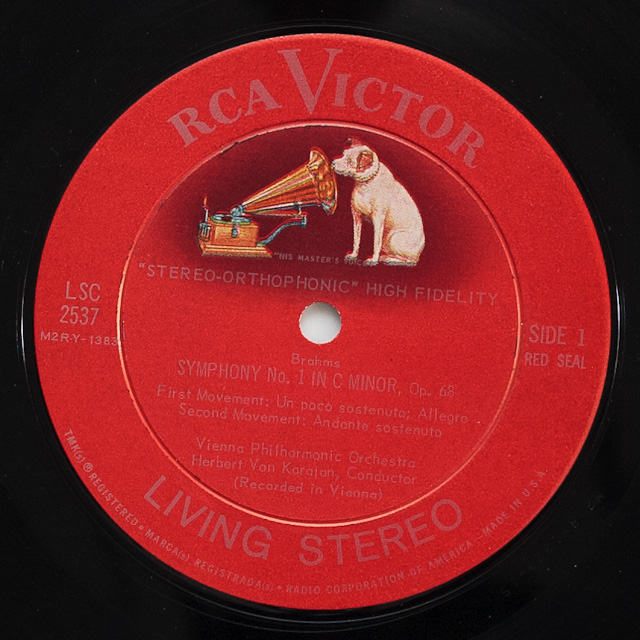 RCA VICTOR
"HIS MASTER'S VOICE"
"STEREO-ORTHOPHONIC" HIGH FIDELITY
LSC
2537
M2RY-1383
SIDE 1
RED SEAL
Brahms
SYMPHONY No. 1 IN C MINOR, Op. 68
First Movement: Un poco sostenuto; Allegro
Second Movement: Andante sostenuto
Vienna Philharmonic Orchestra
Herbert Von Karajan, Conductor
(Recorded in Vienna)
LIVING STEREO
TMK(s) ® REGISTERED • MARCA(s) REGISTRADA(s) • RADIO CORPORATION OF AMERICA — MADE IN U.S.A.